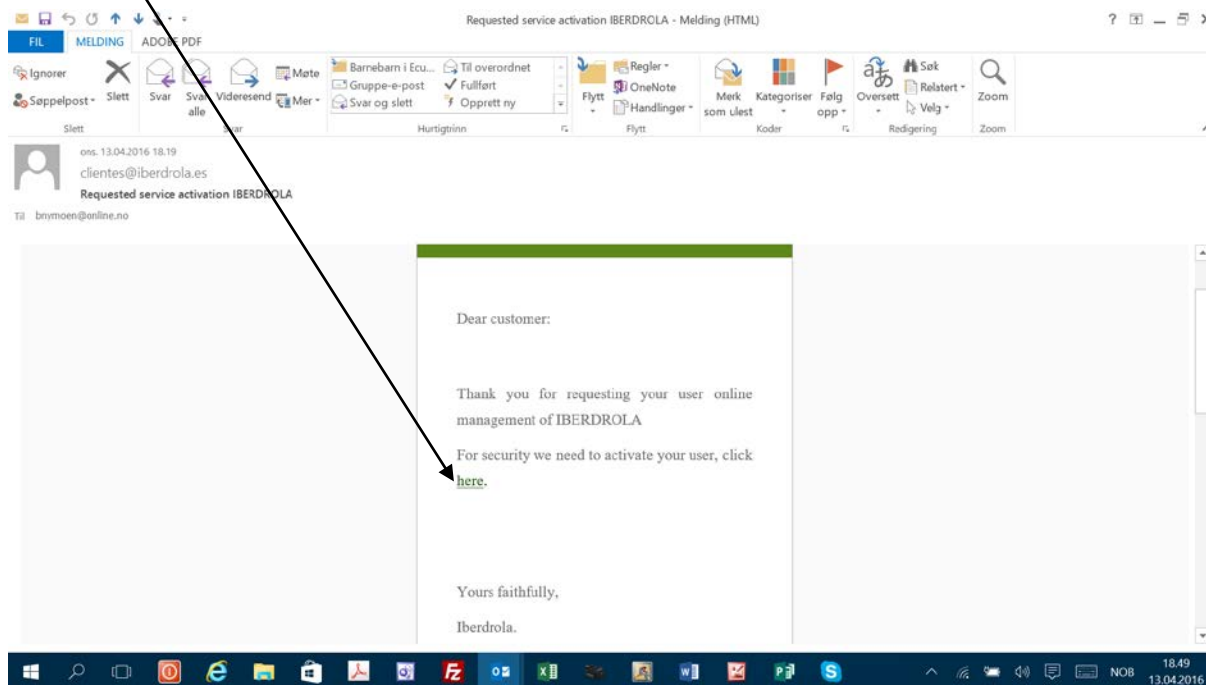 Requested service activation IBERDROLA - Melding (HTML)
FIL MELDING ADOBE PDF
Ignorer
Søppelpost
Slett
Svar
Svar alle
Videresend
Møte
Mer
Barnebarn i Ecu...
Gruppe-e-post
Svar og slett
Til overordnet
Fullført
Opprett ny
Flytt
Regler
OneNote
Handlinger
Merk som ulest
Kategoriser
Følg opp
Oversett
Søk
Relatert
Velg
Zoom
Slett Svar Hurtigtrinn Flytt Koder Redigering Zoom
ons. 13.04.2016 18.19
clientes@iberdrola.es
Requested service activation IBERDROLA
Til bnymoen@online.no
Dear customer:
Thank you for requesting your user online
management of IBERDROLA
For security we need to activate your user, click
here.
Yours faithfully,
Iberdrola.
NOB
18.49
13.04.2016